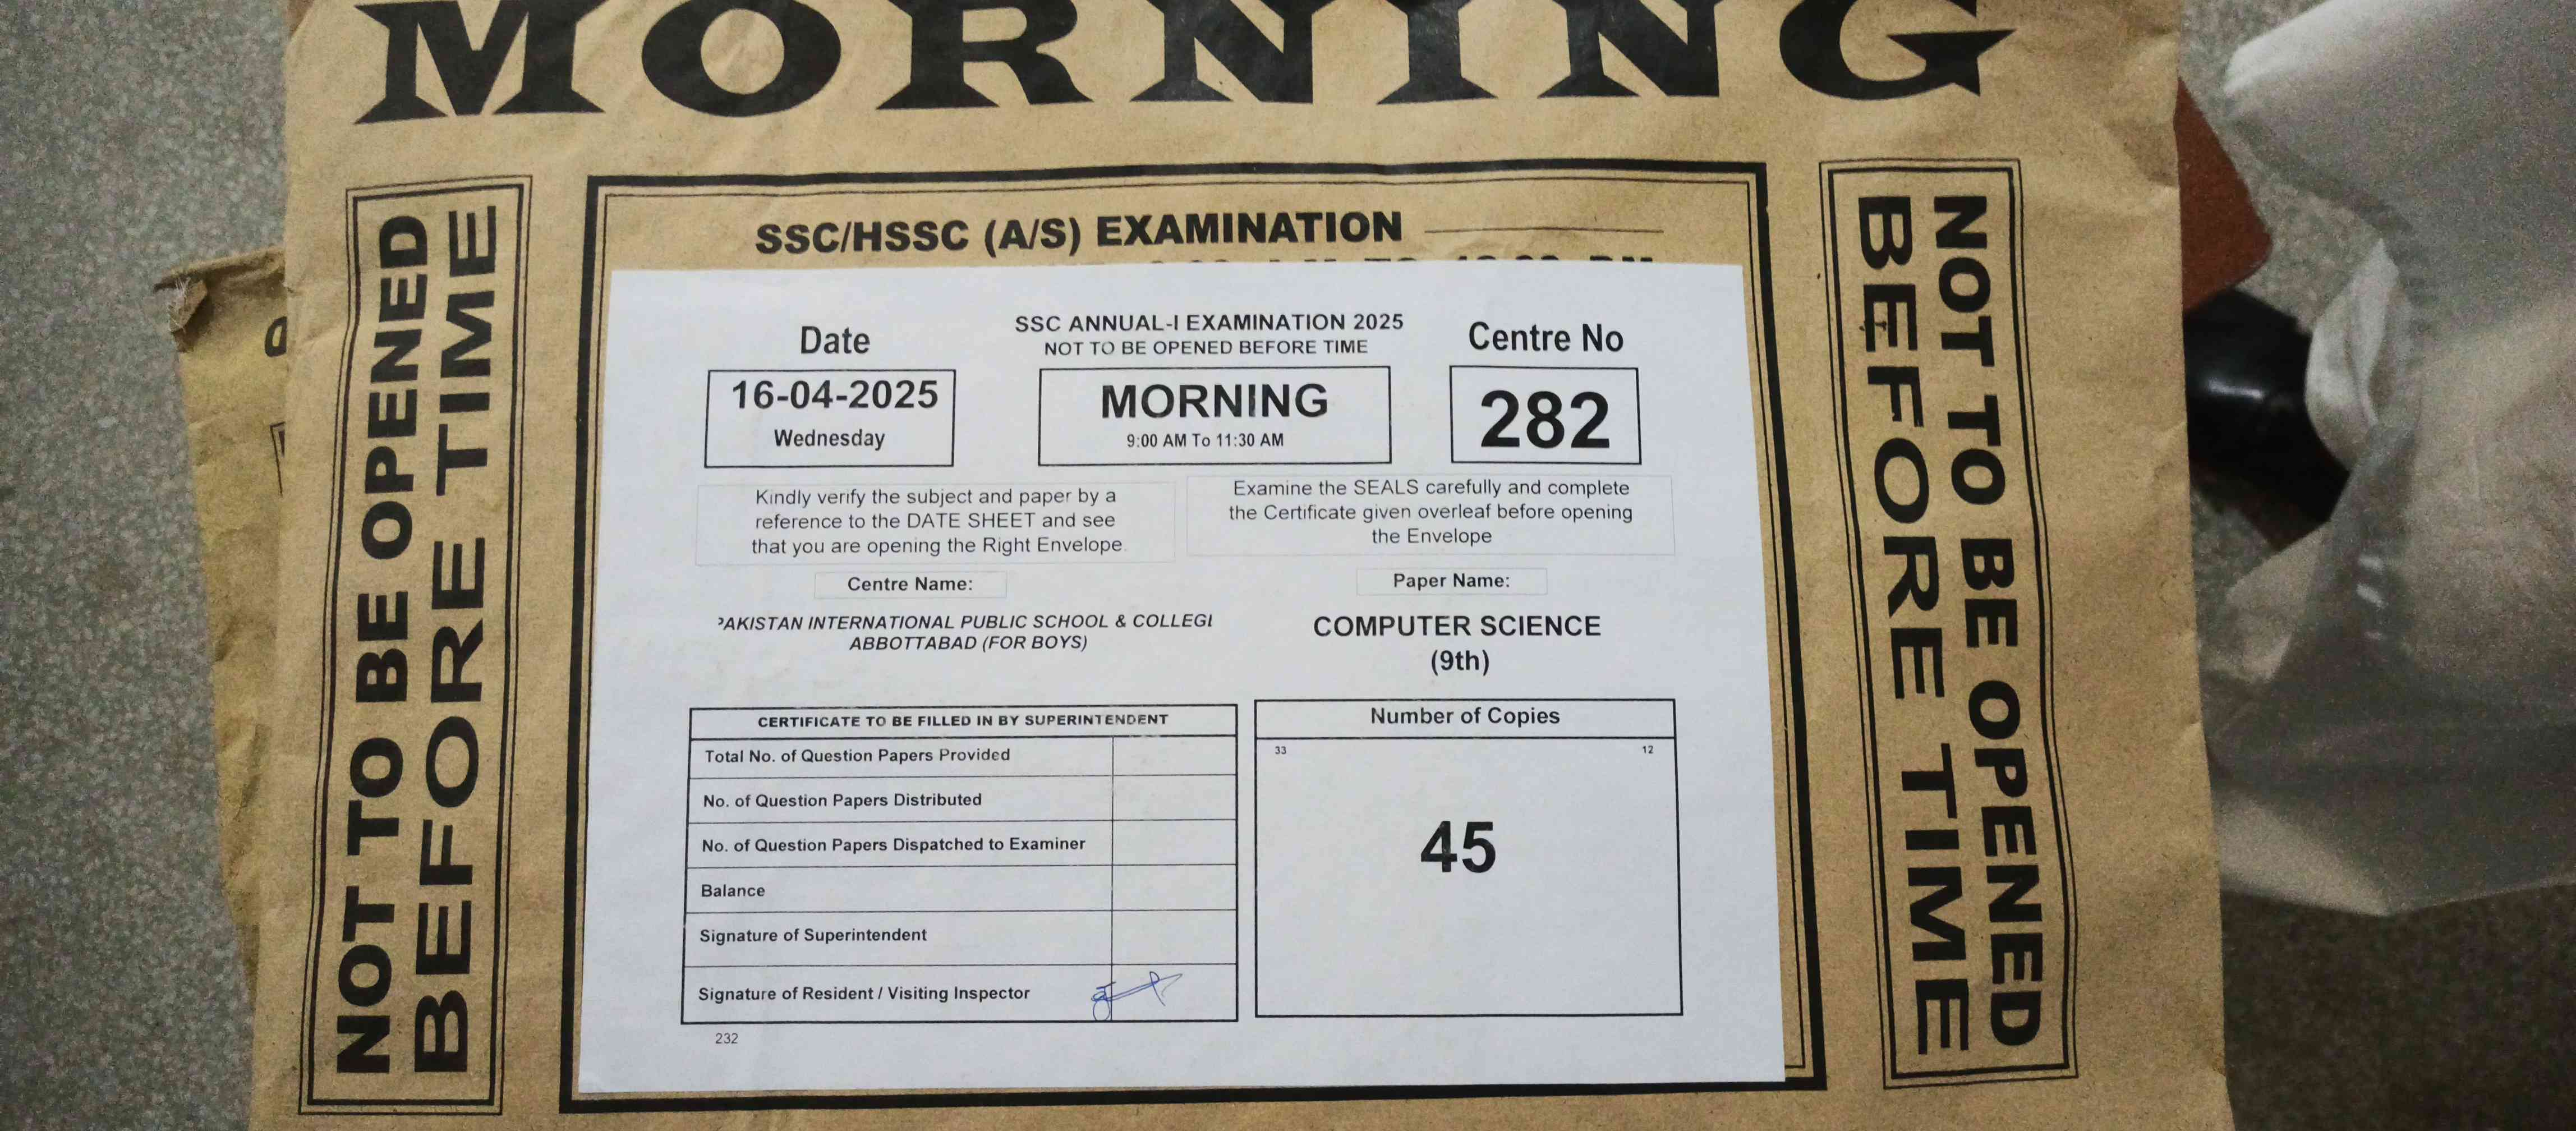 MORNING
NOT TO BE OPENED
BEFORE TIME
SSC/HSSC (A/S) EXAMINATION
Date
16-04-2025
Wednesday
SSC ANNUAL-I EXAMINATION 2025
NOT TO BE OPENED BEFORE TIME
MORNING
9:00 AM To 11:30 AM
Centre No
282
Kindly verify the subject and paper by a
reference to the DATE SHEET and see
that you are opening the Right Envelope.
Examine the SEALS carefully and complete
the Certificate given overleaf before opening
the Envelope
Centre Name:
PAKISTAN INTERNATIONAL PUBLIC SCHOOL & COLLEGE
ABBOTTABAD (FOR BOYS)
Paper Name:
COMPUTER SCIENCE
(9th)
CERTIFICATE TO BE FILLED IN BY SUPERINTENDENT
Total No. of Question Papers Provided
No. of Question Papers Distributed
No. of Question Papers Dispatched to Examiner
Balance
Signature of Superintendent
Signature of Resident / Visiting Inspector
232
Number of Copies
33 12
45
NOT TO BE OPENED
BEFORE TIME